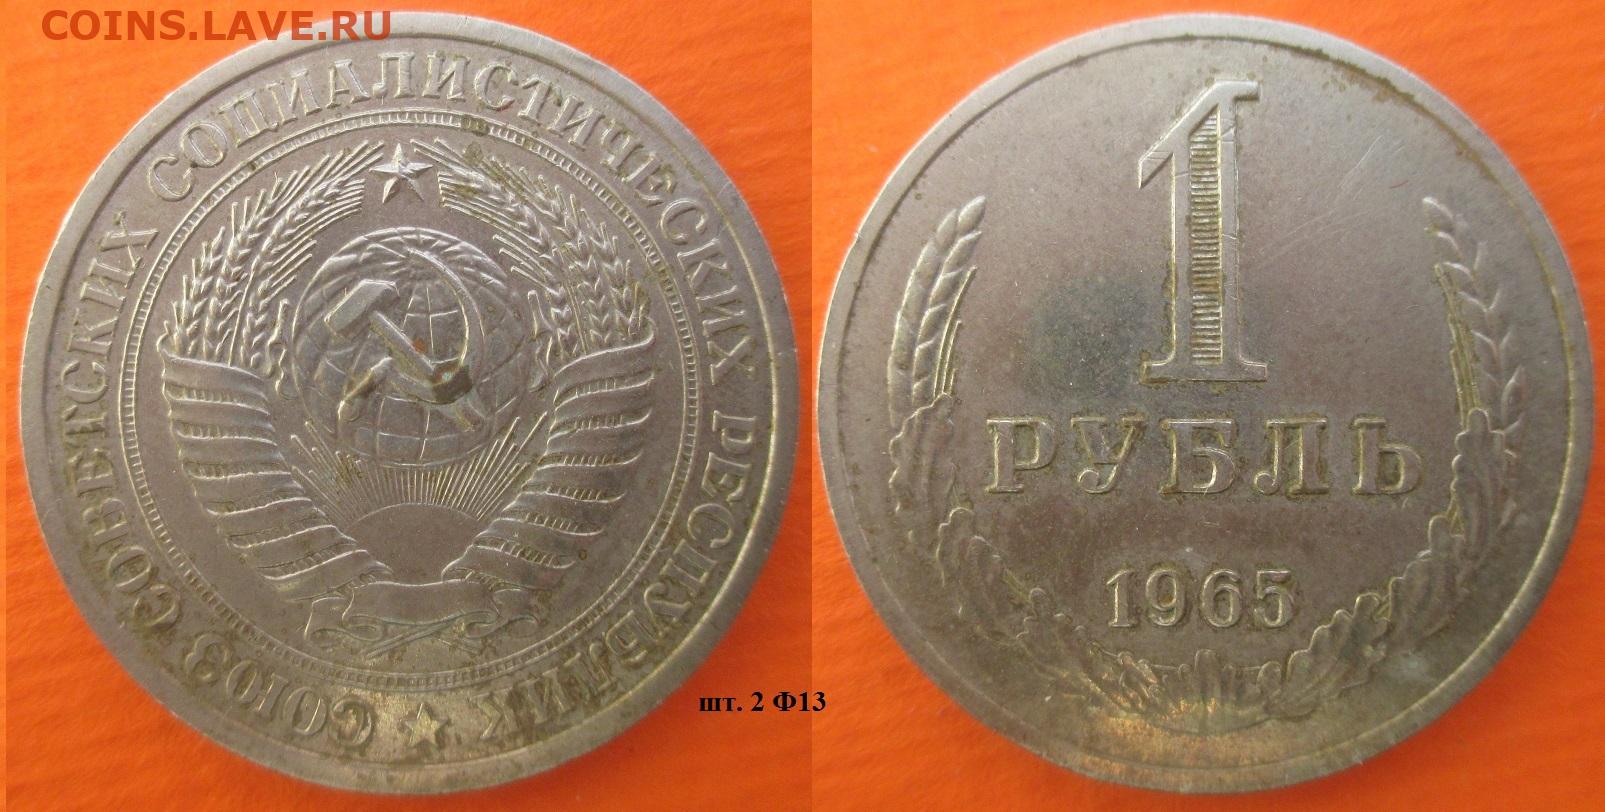 COINS.LAVE.RU
СОЮЗ СОВЕТСКИХ СОЦИАЛИСТИЧЕСКИХ РЕСПУБЛИК
1
РУБЛЬ
1965
шт. 2 Ф13